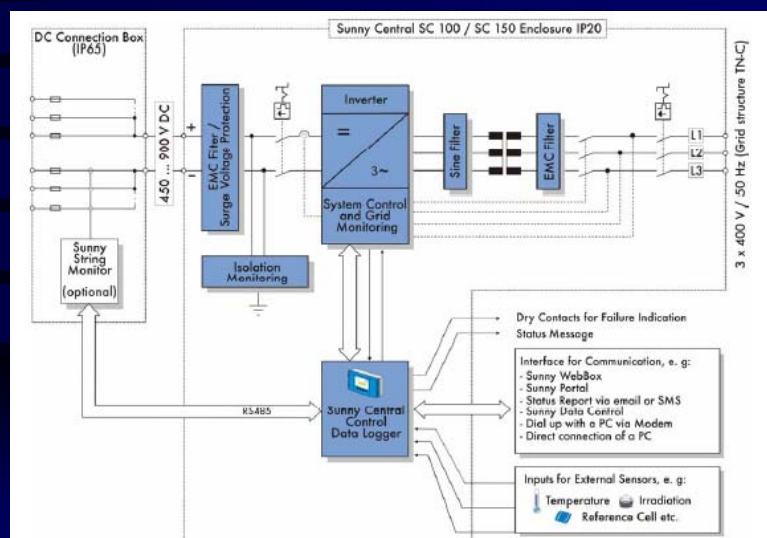 DC Connection Box
(IP65)
Sunny Central SC 100 / SC 150 Enclosure IP20
450 ... 900 V DC
+
–
EMC Fiter /
Surge Voltage Protection
Inverter
=
3~
System Control
and Grid
Monitoring
Sine Filter
EMC Filter
L1
L2
L3
3 x 400 V / 50 Hz (Grid structure TN-C)
Isolation
Monitoring
Sunny
String
Monitor
(optional)
RS485
Sunny Central
Control
Data Logger
Dry Contacts for Failure Indication
Status Message
Interface for Communication, e. g:
- Sunny WebBox
- Sunny Portal
- Status Report via email or SMS
- Sunny Data Control
- Dial up with a PC via Modem
- Direct connection of a PC
Inputs for External Sensors, e. g:
Temperature Irradiation
Reference Cell etc.